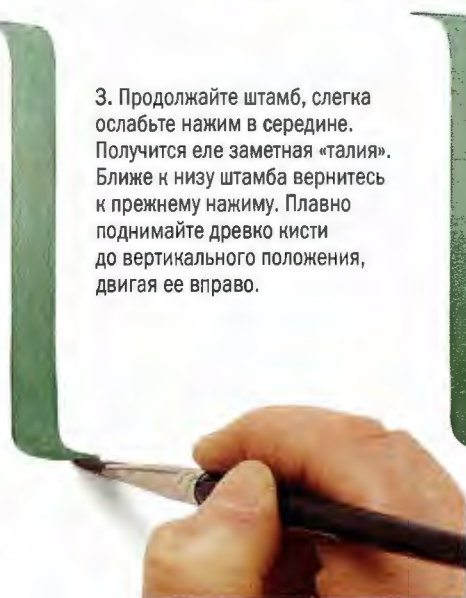 3. Продолжайте штамб, слегка
ослабьте нажим в середине.
Получится еле заметная «талия».
Ближе к низу штамба вернитесь
к прежнему нажиму. Плавно
поднимайте древко кисти
до вертикального положения,
двигая ее вправо.